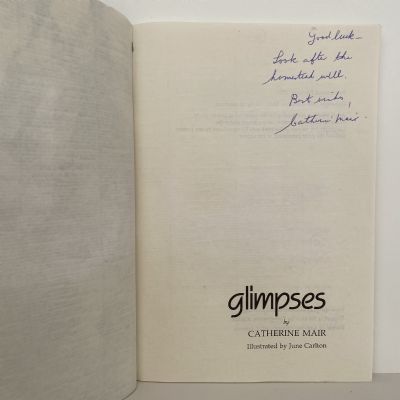 Good luck –
Look after the
homestead well.
Best wishes,
Catherine Mair.
glimpses
by
CATHERINE MAIR
Illustrated by June Carlton